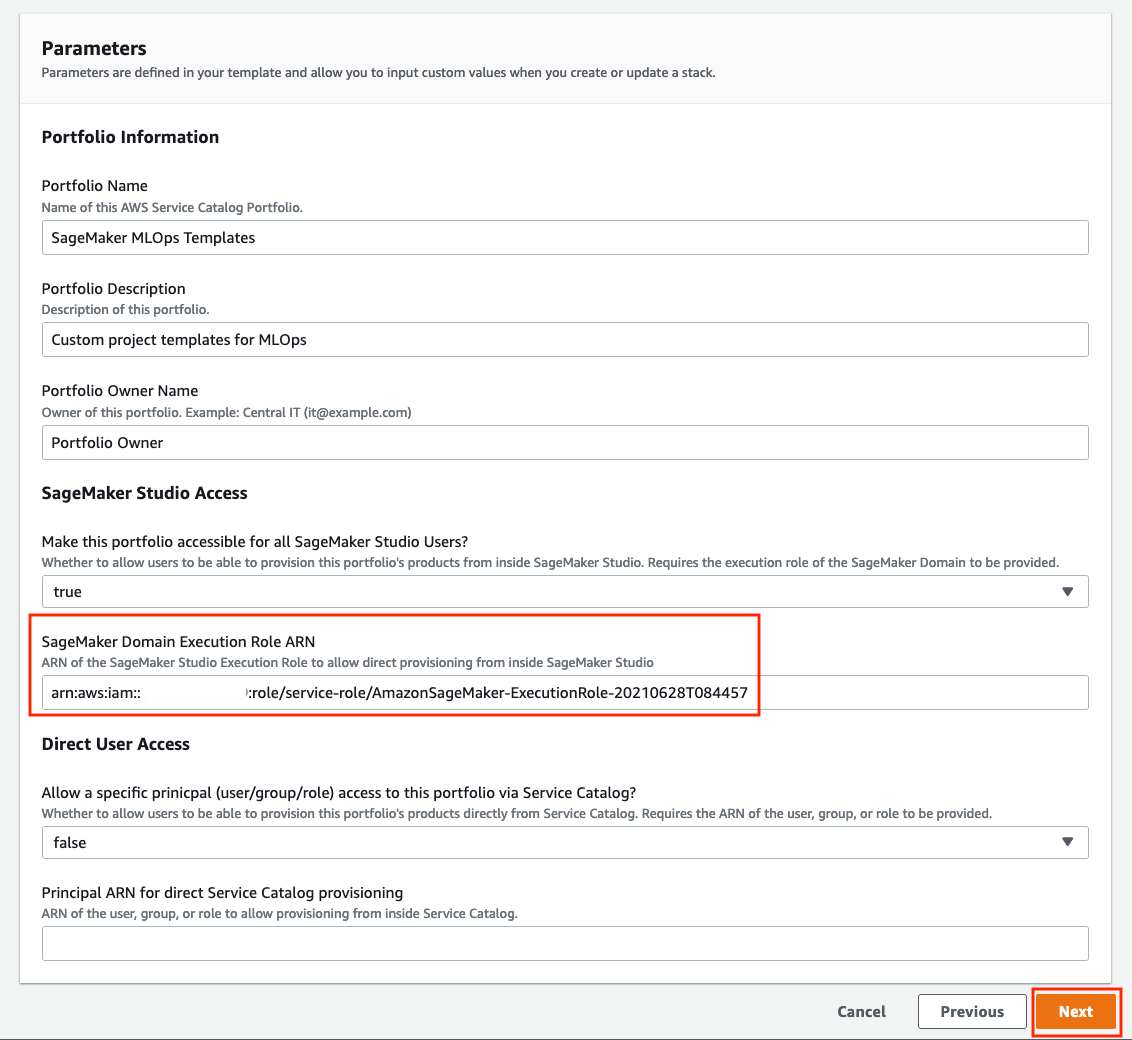 Parameters
Parameters are defined in your template and allow you to input custom values when you create or update a stack.
Portfolio Information
Portfolio Name
Name of this AWS Service Catalog Portfolio.
SageMaker MLOps Templates
Portfolio Description
Description of this portfolio.
Custom project templates for MLOps
Portfolio Owner Name
Owner of this portfolio. Example: Central IT (it@example.com)
Portfolio Owner
SageMaker Studio Access
Make this portfolio accessible for all SageMaker Studio Users?
Whether to allow users to be able to provision this portfolio's products from inside SageMaker Studio. Requires the execution role of the SageMaker Domain to be provided.
true
SageMaker Domain Execution Role ARN
ARN of the SageMaker Studio Execution Role to allow direct provisioning from inside SageMaker Studio
arn:aws:iam:: :role/service-role/AmazonSageMaker-ExecutionRole-20210628T084457
Direct User Access
Allow a specific prinicpal (user/group/role) access to this portfolio via Service Catalog?
Whether to allow users to be able to provision this portfolio's products directly from Service Catalog. Requires the ARN of the user, group, or role to be provided.
false
Principal ARN for direct Service Catalog provisioning
ARN of the user, group, or role to allow provisioning from inside Service Catalog.
Cancel Previous Next